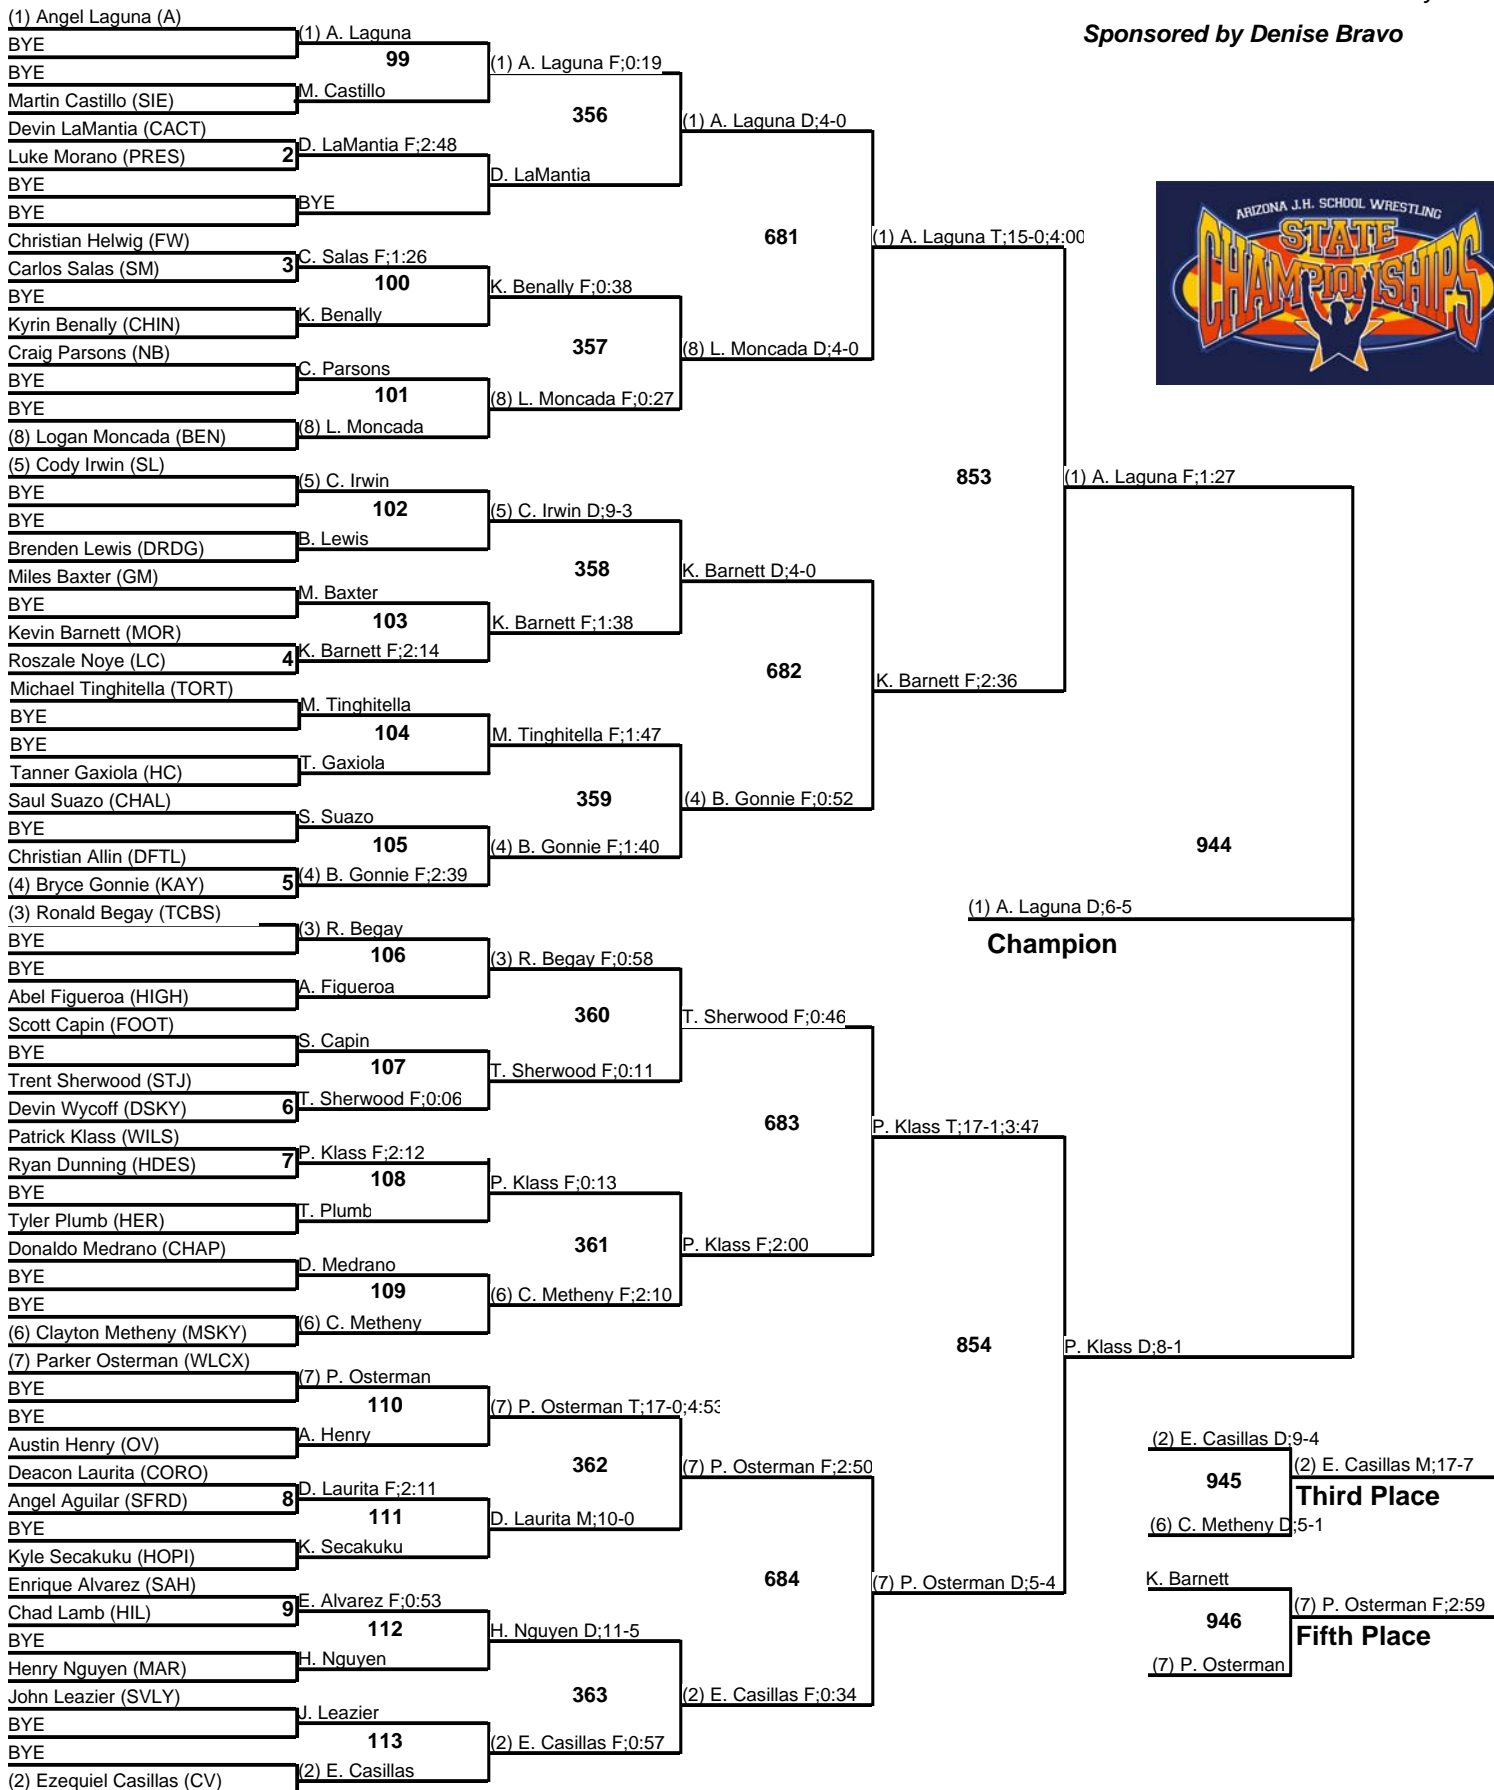 (1) Angel Laguna (A)
BYE
BYE
Martin Castillo (SIE)
Devin LaMantia (CACT)
Luke Morano (PRES) 2
BYE
BYE
Christian Helwig (FW)
Carlos Salas (SM) 3
BYE
Kyrin Benally (CHIN)
Craig Parsons (NB)
BYE
BYE
(8) Logan Moncada (BEN)
(5) Cody Irwin (SL)
BYE
BYE
Brenden Lewis (DRDG)
Miles Baxter (GM)
BYE
Kevin Barnett (MOR)
Roszale Noye (LC) 4
Michael Tinghitella (TORT)
BYE
BYE
Tanner Gaxiola (HC)
Saul Suazo (CHAL)
BYE
Christian Allin (DFTL)
(4) Bryce Gonnie (KAY) 5
(3) Ronald Begay (TCBS)
BYE
BYE
Abel Figueroa (HIGH)
Scott Capin (FOOT)
BYE
Trent Sherwood (STJ)
Devin Wycoff (DSKY) 6
Patrick Klass (WILS)
Ryan Dunning (HDES) 7
BYE
Tyler Plumb (HER)
Donaldo Medrano (CHAP)
BYE
BYE
(6) Clayton Metheny (MSKY)
(7) Parker Osterman (WLCX)
BYE
BYE
Austin Henry (OV)
Deacon Laurita (CORO)
Angel Aguilar (SFRD) 8
BYE
Kyle Secakuku (HOPI)
Enrique Alvarez (SAH)
Chad Lamb (HIL) 9
BYE
Henry Nguyen (MAR)
John Leazier (SVLY)
BYE
BYE
(2) Ezequiel Casillas (CV)
(1) A. Laguna
99
M. Castillo
D. LaMantia F;2:48
BYE
C. Salas F;1:26
100
K. Benally
C. Parsons
101
(8) L. Moncada
(5) C. Irwin
102
B. Lewis
M. Baxter
103
K. Barnett F;2:14
M. Tinghitella
104
T. Gaxiola
S. Suazo
105
(4) B. Gonnie F;2:39
(3) R. Begay
106
A. Figueroa
S. Capin
107
T. Sherwood F;0:06
P. Klass F;2:12
108
T. Plumb
D. Medrano
109
(6) C. Metheny
(7) P. Osterman
110
A. Henry
D. Laurita F;2:11
111
K. Secakuku
E. Alvarez F;0:53
112
H. Nguyen
J. Leazier
113
(2) E. Casillas
(1) A. Laguna F;0:19
356
D. LaMantia
K. Benally F;0:38
357
(8) L. Moncada F;0:27
(5) C. Irwin D;9-3
358
K. Barnett F;1:38
M. Tinghitella F;1:47
359
(4) B. Gonnie F;1:40
(3) R. Begay F;0:58
360
T. Sherwood F;0:11
P. Klass F;0:13
361
(6) C. Metheny F;2:10
(7) P. Osterman T;17-0;4:53
362
D. Laurita M;10-0
H. Nguyen D;11-5
363
(2) E. Casillas F;0:57
(1) A. Laguna D;4-0
681
(8) L. Moncada D;4-0
K. Barnett D;4-0
682
(4) B. Gonnie F;0:52
T. Sherwood F;0:46
683
P. Klass F;2:00
(7) P. Osterman F;2:50
684
(2) E. Casillas F;0:34
(1) A. Laguna T;15-0;4:00
853
K. Barnett F;2:36
P. Klass T;17-1;3:47
854
(7) P. Osterman D;5-4
(1) A. Laguna F;1:27
944
P. Klass D;8-1
(1) A. Laguna D;6-5
Champion
Sponsored by Denise Bravo
ARIZONA J.H. SCHOOL WRESTLING
STATE
CHAMPIONSHIPS
(2) E. Casillas D;9-4
945
(6) C. Metheny D;5-1
(2) E. Casillas M;17-7
Third Place
K. Barnett
946
(7) P. Osterman
(7) P. Osterman F;2:59
Fifth Place